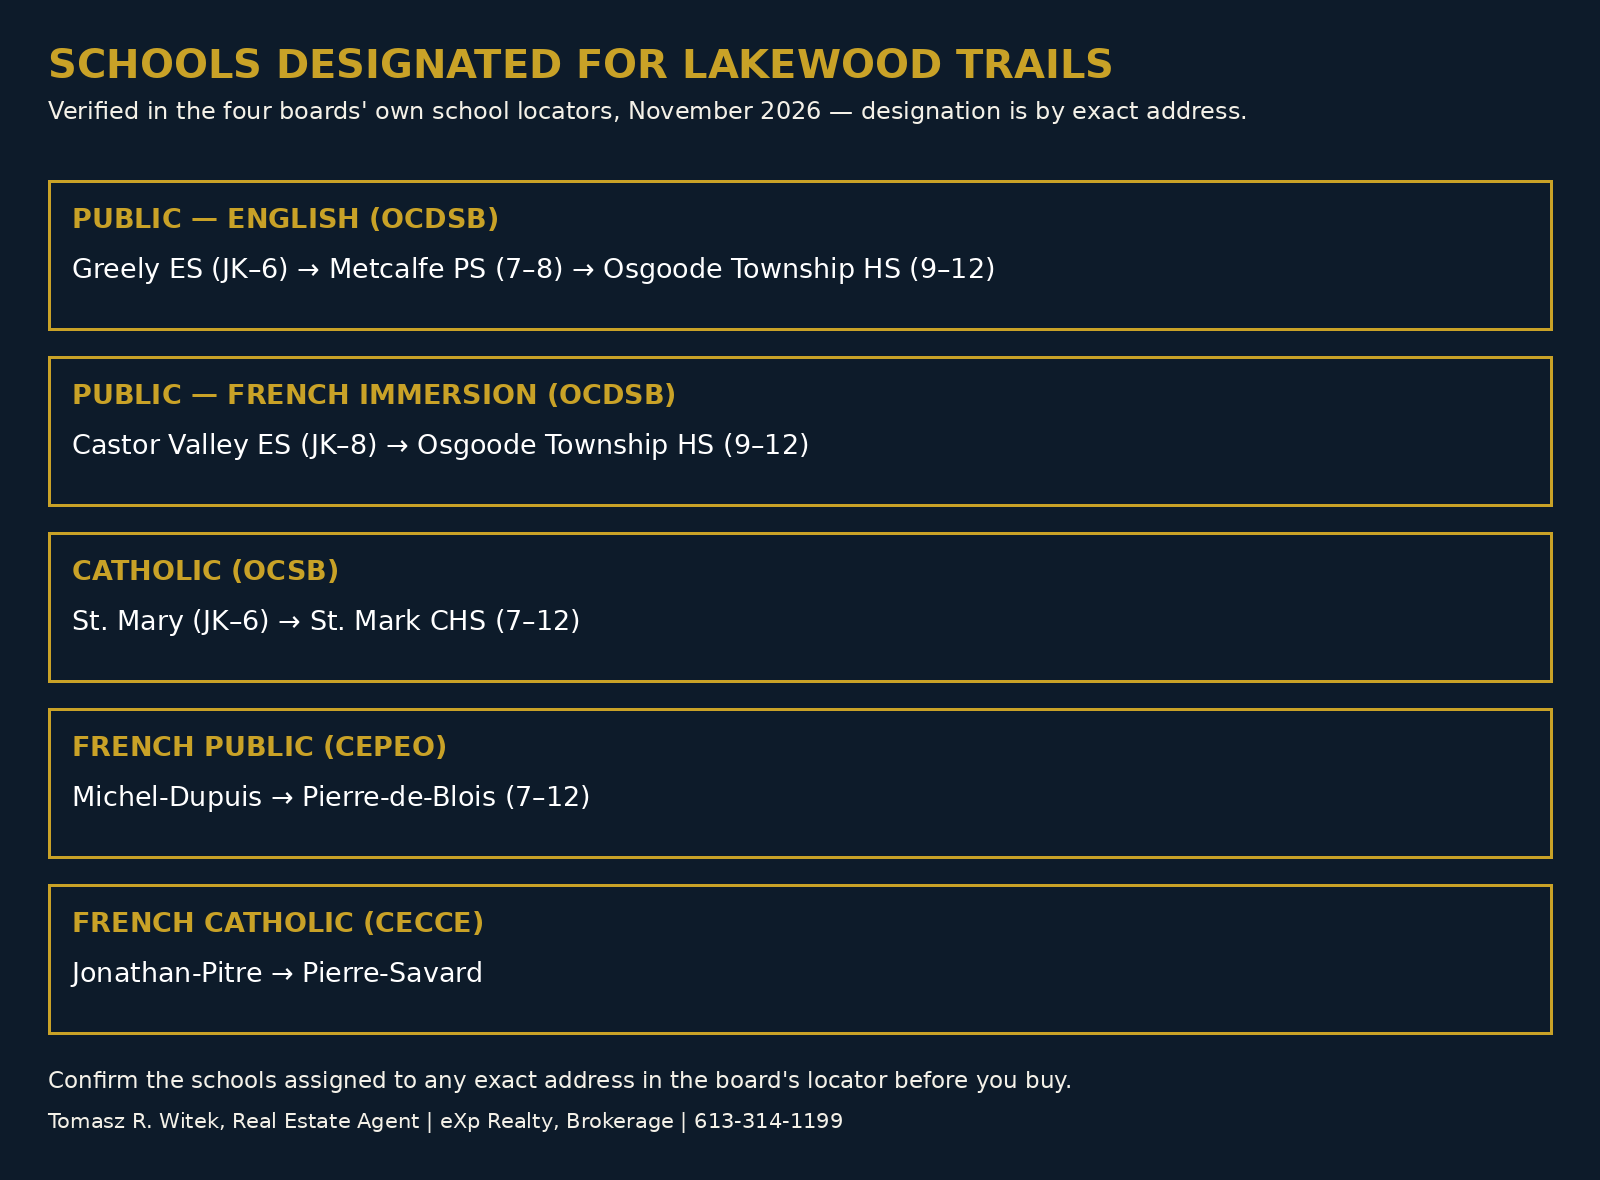 SCHOOLS DESIGNATED FOR LAKEWOOD TRAILS
Verified in the four boards' own school locators, November 2026 — designation is by exact address.
PUBLIC — ENGLISH (OCDSB)
Greely ES (JK–6) → Metcalfe PS (7–8) → Osgoode Township HS (9–12)
PUBLIC — FRENCH IMMERSION (OCDSB)
Castor Valley ES (JK–8) → Osgoode Township HS (9–12)
CATHOLIC (OCSB)
St. Mary (JK–6) → St. Mark CHS (7–12)
FRENCH PUBLIC (CEPEO)
Michel-Dupuis → Pierre-de-Blois (7–12)
FRENCH CATHOLIC (CECCE)
Jonathan-Pitre → Pierre-Savard
Confirm the schools assigned to any exact address in the board's locator before you buy.
Tomasz R. Witek, Real Estate Agent | eXp Realty, Brokerage | 613-314-1199